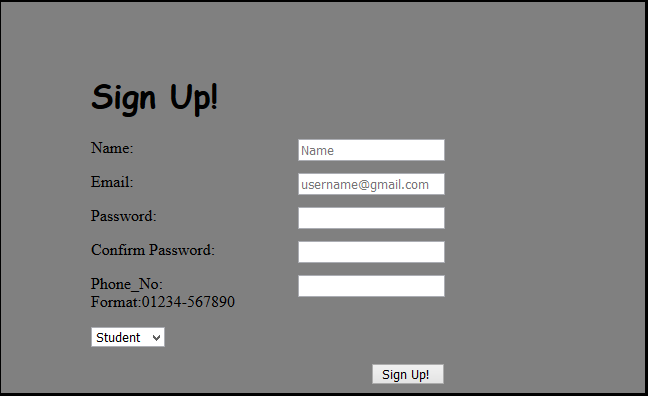 Sign Up!
Name: Name
Email: username@gmail.com
Password:
Confirm Password:
Phone_No:
Format:01234-567890
Student
Sign Up!